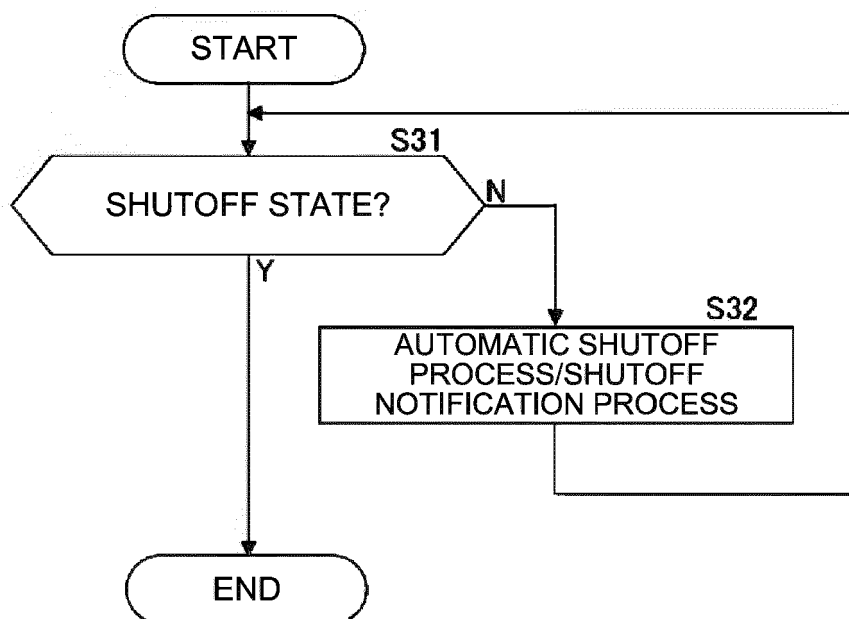 START
S31
SHUTOFF STATE?
N
Y
S32
AUTOMATIC SHUTOFF
PROCESS/SHUTOFF
NOTIFICATION PROCESS
END